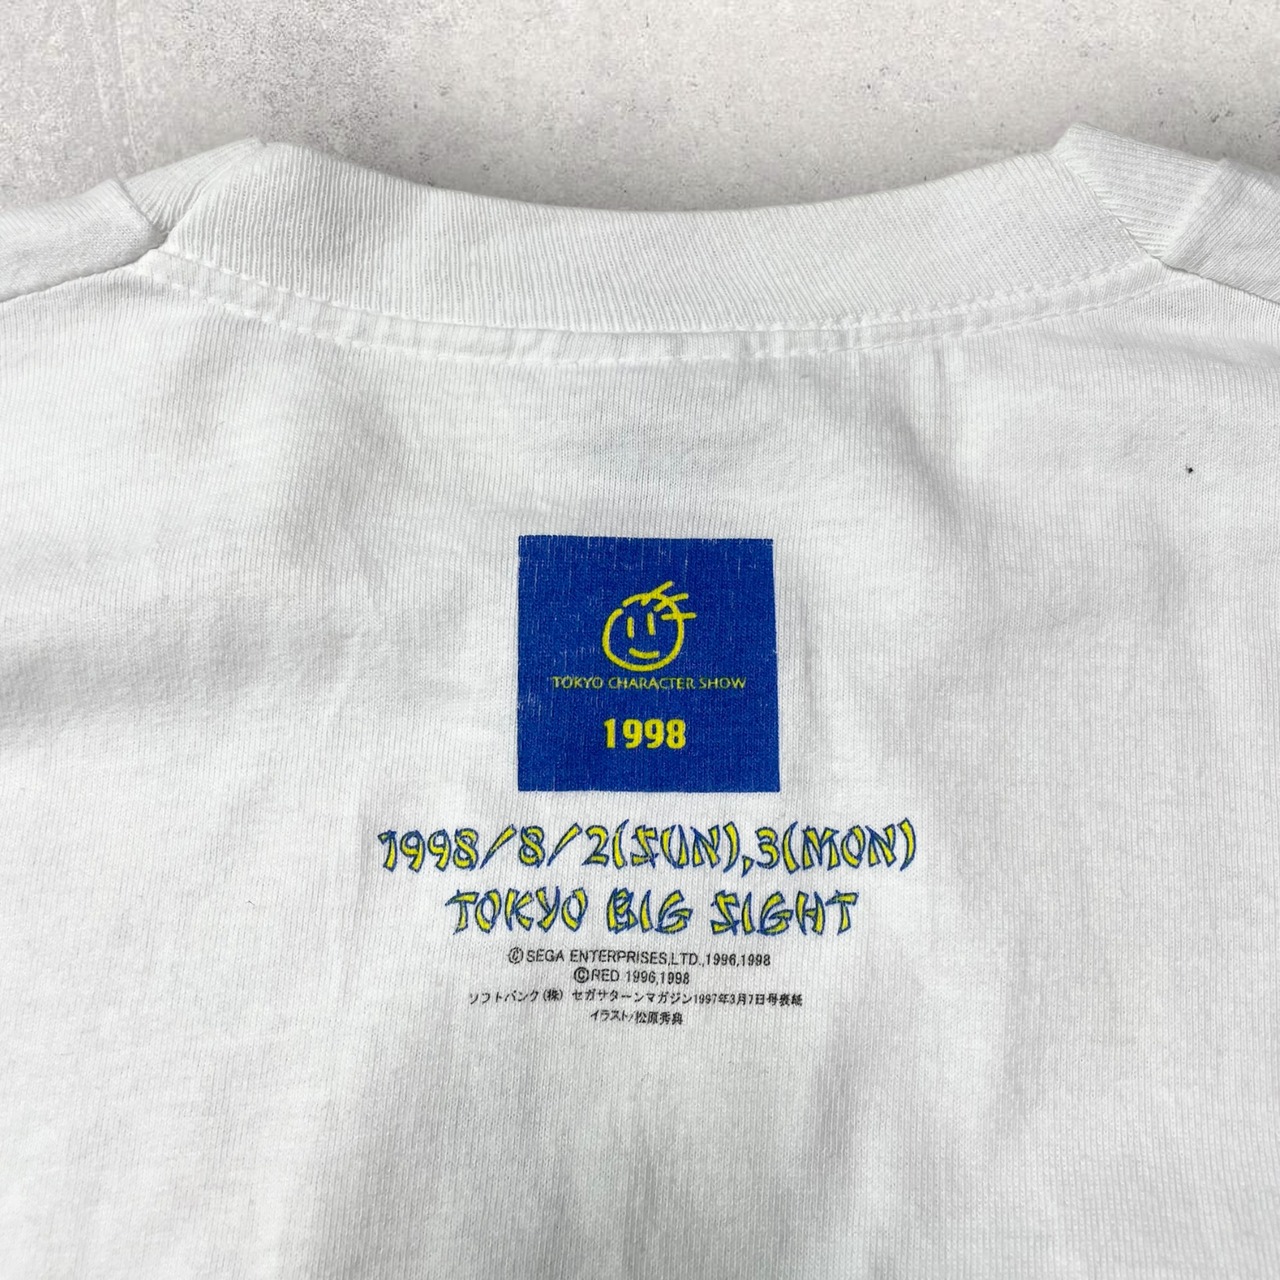 TOKYO CHARACTER SHOW
1998
1998/8/2(SUN),3(MON)
TOKYO BIG SIGHT
©SEGA ENTERPRISES,LTD.,1996,1998
©RED 1996,1998
ソフトバンク(株) セガサターンマガジン1997年3月7日号表紙
イラスト/松原秀典